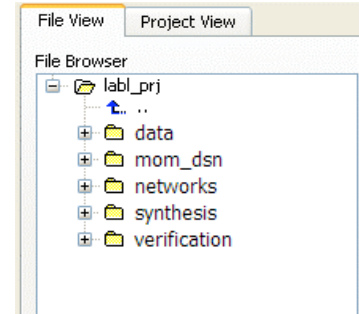 File View Project View
File Browser
labl_prj
..
data
mom_dsn
networks
synthesis
verification